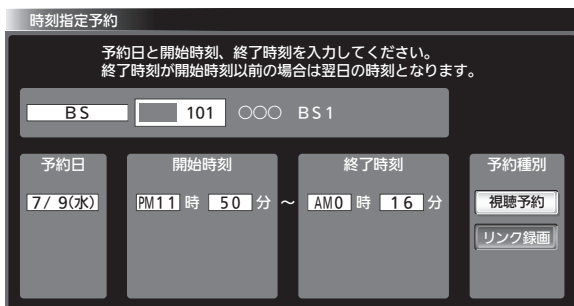 時刻指定予約
予約日と開始時刻、終了時刻を入力してください。
終了時刻が開始時刻以前の場合は翌日の時刻となります。
BS 101 ○○○ BS1
予約日 開始時刻 終了時刻 予約種別
7/ 9(水) PM11 時 50 分 ~ AM0 時 16 分 視聴予約
リンク録画